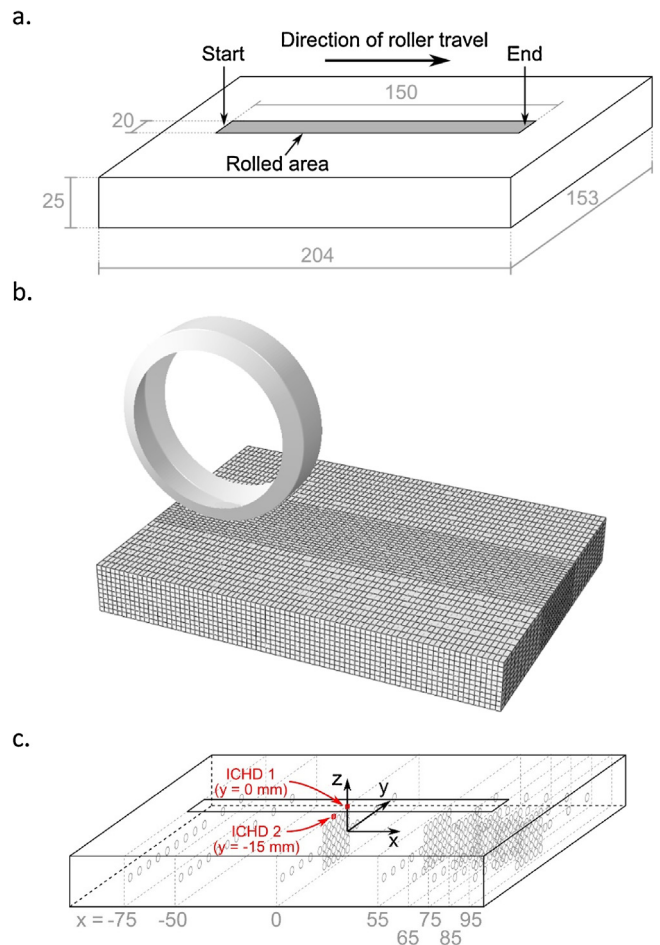 a.
Direction of roller travel
Start
End
150
20
Rolled area
25
153
204
b.
c.
ICHD 1
(y = 0 mm)
z
y
ICHD 2
(y = -15 mm)
x
x = -75 -50 0 55 75 95
65 85